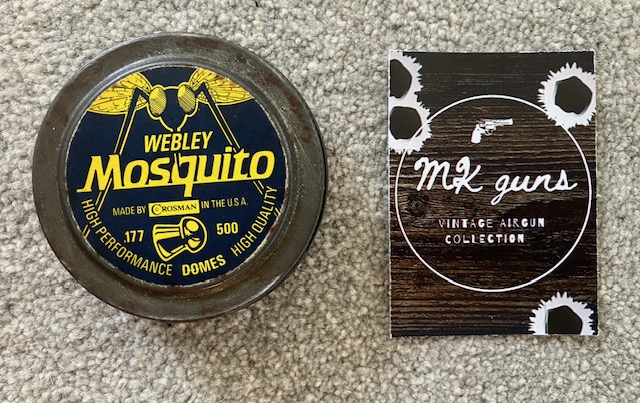 WEBLEY
Mosquito
MADE BY CROSMAN IN THE U.S.A.
.177 500
HIGH PERFORMANCE DOMES HIGH QUALITY
MK guns
VINTAGE AIRGUN
COLLECTION